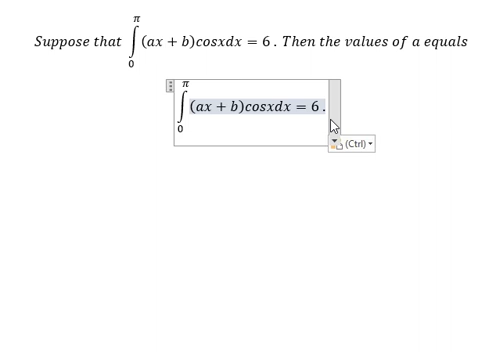 Suppose that ∫₀^π (ax + b)cosxdx = 6 . Then the values of a equals
∫₀^π (ax + b)cosxdx = 6 .
(Ctrl)